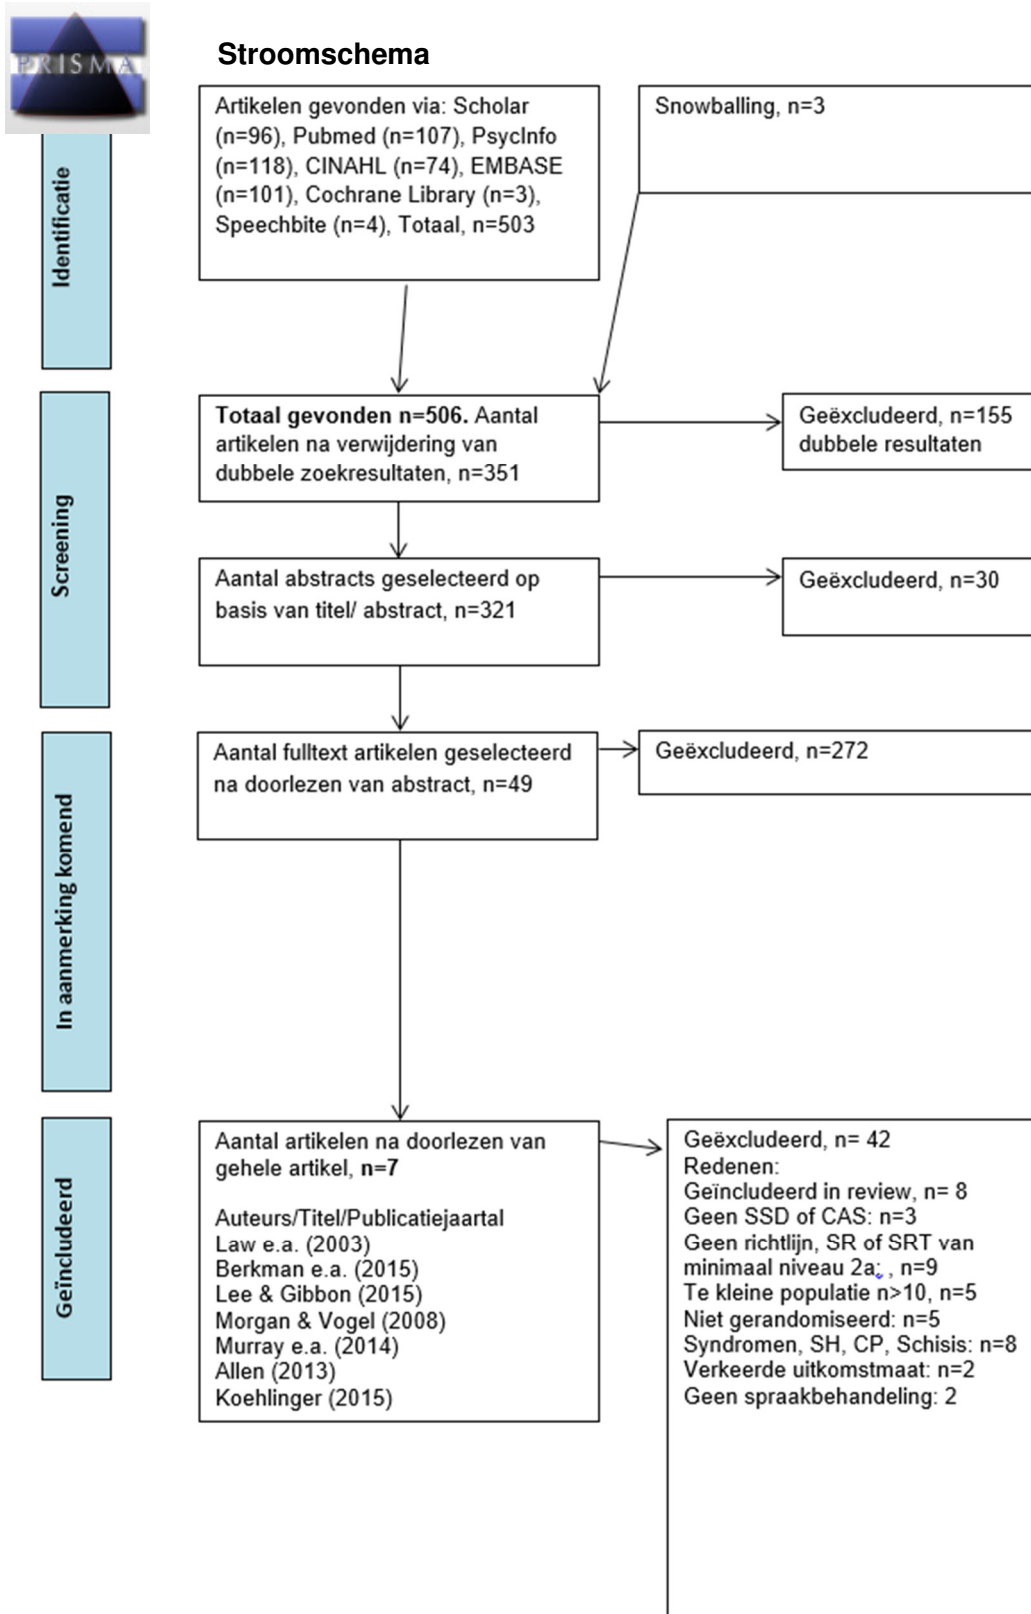 PRISMA
Stroomschema
Identificatie
Artikelen gevonden via: Scholar
(n=96), Pubmed (n=107), PsycInfo
(n=118), CINAHL (n=74), EMBASE
(n=101), Cochrane Library (n=3),
Speechbite (n=4), Totaal, n=503
Snowballing, n=3
Screening
Totaal gevonden n=506. Aantal
artikelen na verwijdering van
dubbele zoekresultaten, n=351
Geëxcludeerd, n=155
dubbele resultaten
Aantal abstracts geselecteerd op
basis van titel/ abstract, n=321
Geëxcludeerd, n=30
In aanmerking komend
Aantal fulltext artikelen geselecteerd
na doorlezen van abstract, n=49
Geëxcludeerd, n=272
Geïncludeerd
Aantal artikelen na doorlezen van
gehele artikel, n=7
Auteurs/Titel/Publicatiejaartal
Law e.a. (2003)
Berkman e.a. (2015)
Lee & Gibbon (2015)
Morgan & Vogel (2008)
Murray e.a. (2014)
Allen (2013)
Koehlinger (2015)
Geëxcludeerd, n= 42
Redenen:
Geïncludeerd in review, n= 8
Geen SSD of CAS: n=3
Geen richtlijn, SR of SRT van
minimaal niveau 2a; , n=9
Te kleine populatie n>10, n=5
Niet gerandomiseerd: n=5
Syndromen, SH, CP, Schisis: n=8
Verkeerde uitkomstmaat: n=2
Geen spraakbehandeling: 2